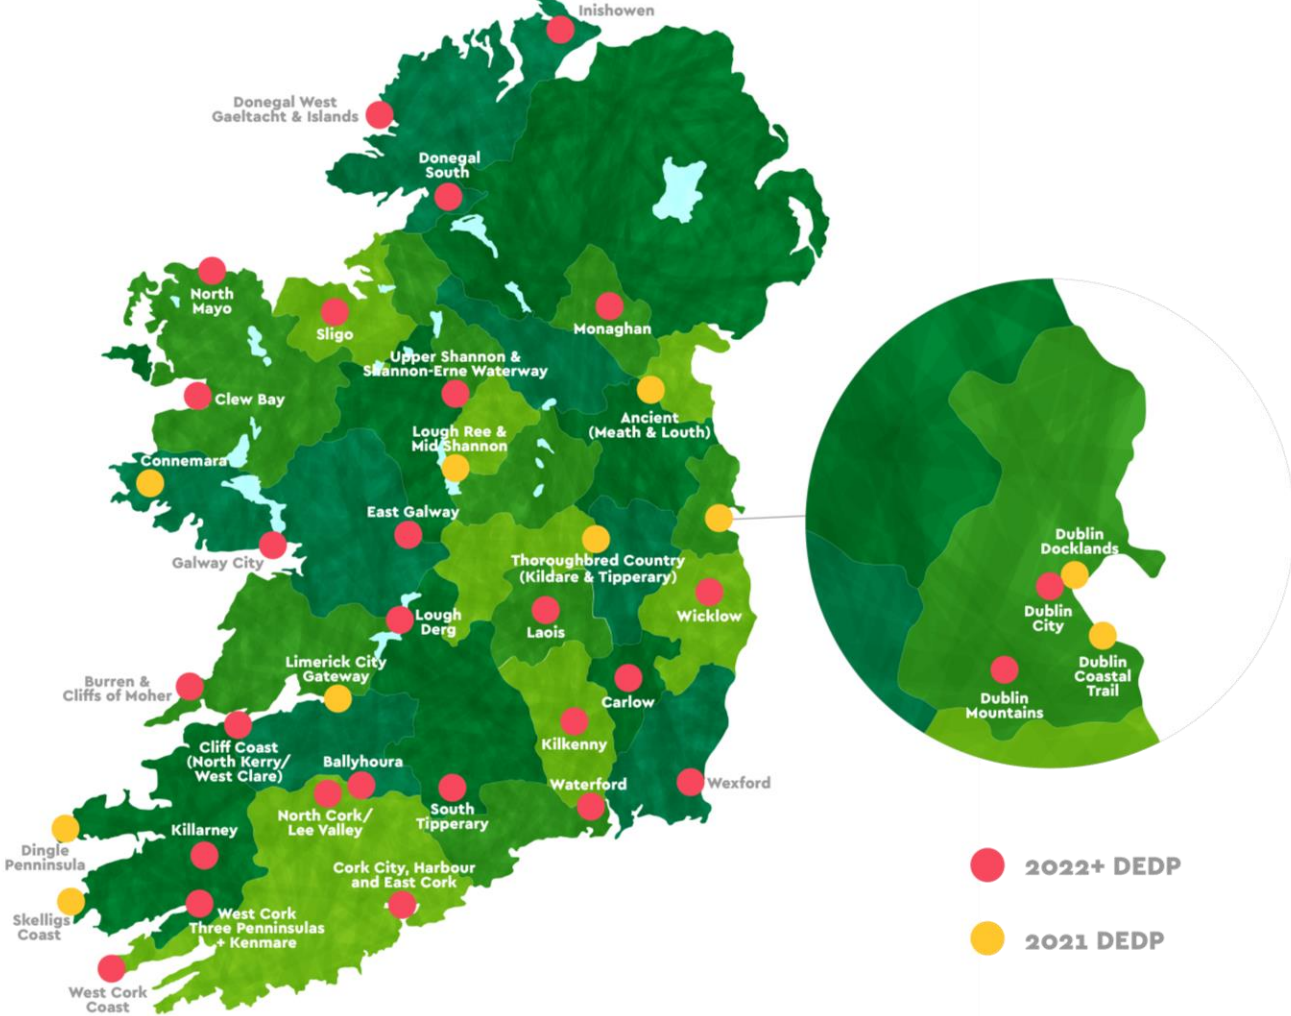 Inishowen
Donegal West
Gaeltacht & Islands
Donegal
South
North
Mayo
Sligo
Monaghan
Upper Shannon &
Shannon-Erne Waterway
Clew Bay
Ancient
(Meath & Louth)
Lough Ree &
Mid Shannon
Connemara
East Galway
Galway City
Thoroughbred Country
(Kildare & Tipperary)
Wicklow
Lough
Derg
Laois
Limerick City
Gateway
Burren &
Cliffs of Moher
Carlow
Cliff Coast
(North Kerry/
West Clare)
Kilkenny
Ballyhoura
Waterford
Wexford
North Cork/
Lee Valley
South
Tipperary
Killarney
Dingle
Penninsula
Cork City, Harbour
and East Cork
Skelligs
Coast
West Cork
Three Penninsulas
+ Kenmare
West Cork
Coast
Dublin
Docklands
Dublin
City
Dublin
Coastal
Trail
Dublin
Mountains
2022+ DEDP
2021 DEDP